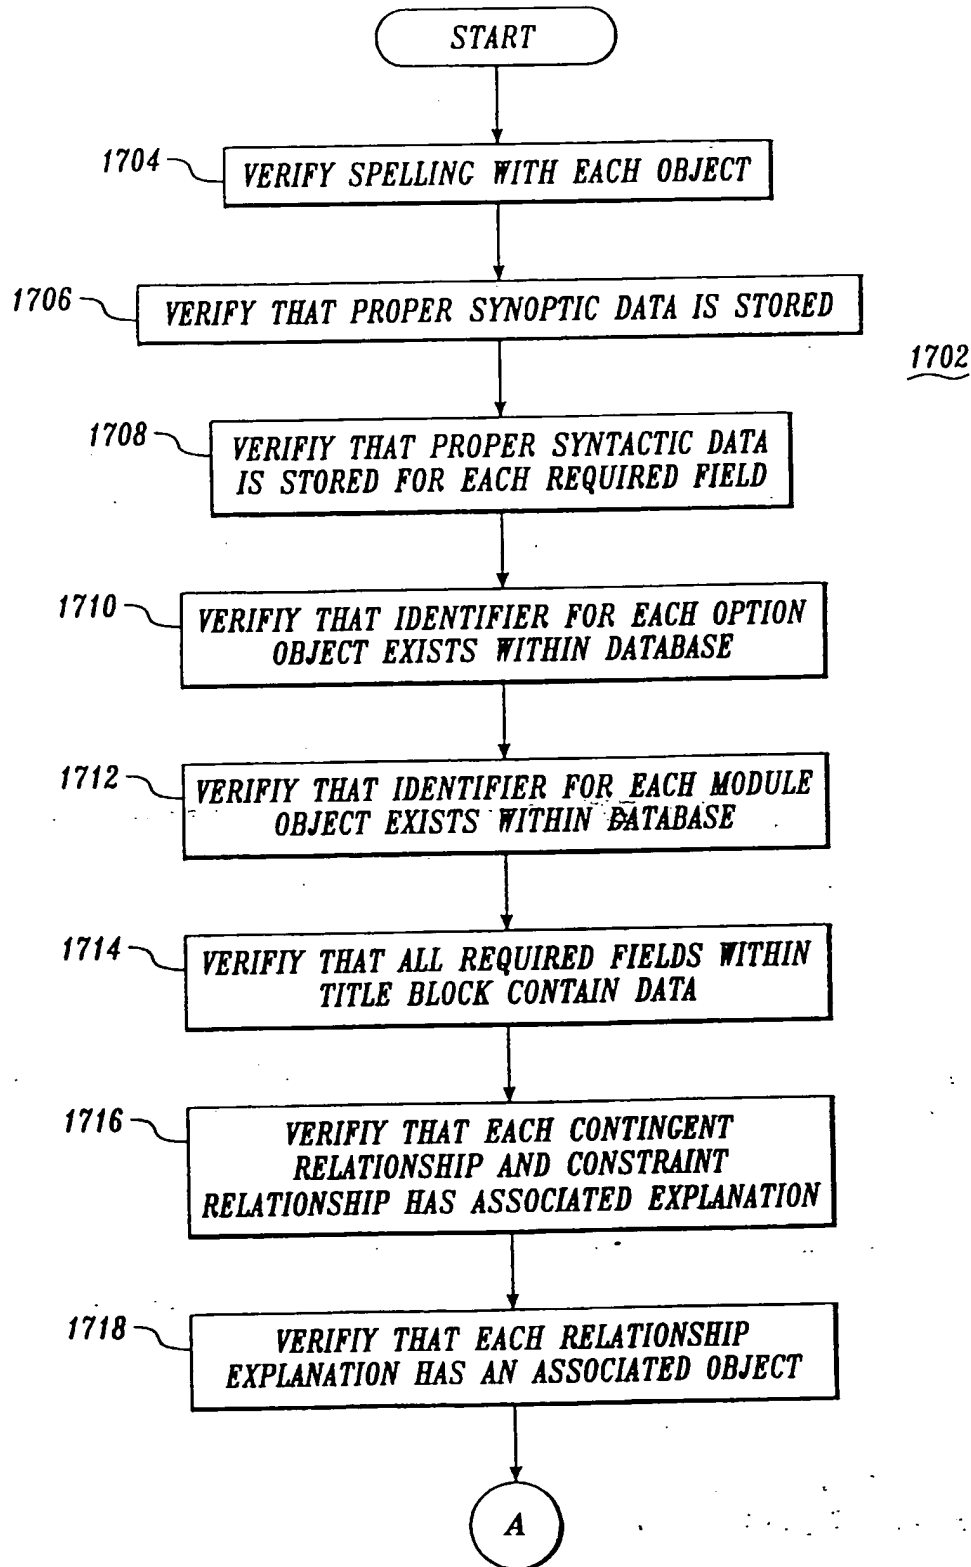 START
1704
VERIFY SPELLING WITH EACH OBJECT
1706
VERIFY THAT PROPER SYNOPTIC DATA IS STORED
1702
1708
VERIFIY THAT PROPER SYNTACTIC DATA
IS STORED FOR EACH REQUIRED FIELD
1710
VERIFIY THAT IDENTIFIER FOR EACH OPTION
OBJECT EXISTS WITHIN DATABASE
1712
VERIFIY THAT IDENTIFIER FOR EACH MODULE
OBJECT EXISTS WITHIN DATABASE
1714
VERIFIY THAT ALL REQUIRED FIELDS WITHIN
TITLE BLOCK CONTAIN DATA
1716
VERIFIY THAT EACH CONTINGENT
RELATIONSHIP AND CONSTRAINT
RELATIONSHIP HAS ASSOCIATED EXPLANATION
1718
VERIFIY THAT EACH RELATIONSHIP
EXPLANATION HAS AN ASSOCIATED OBJECT
A